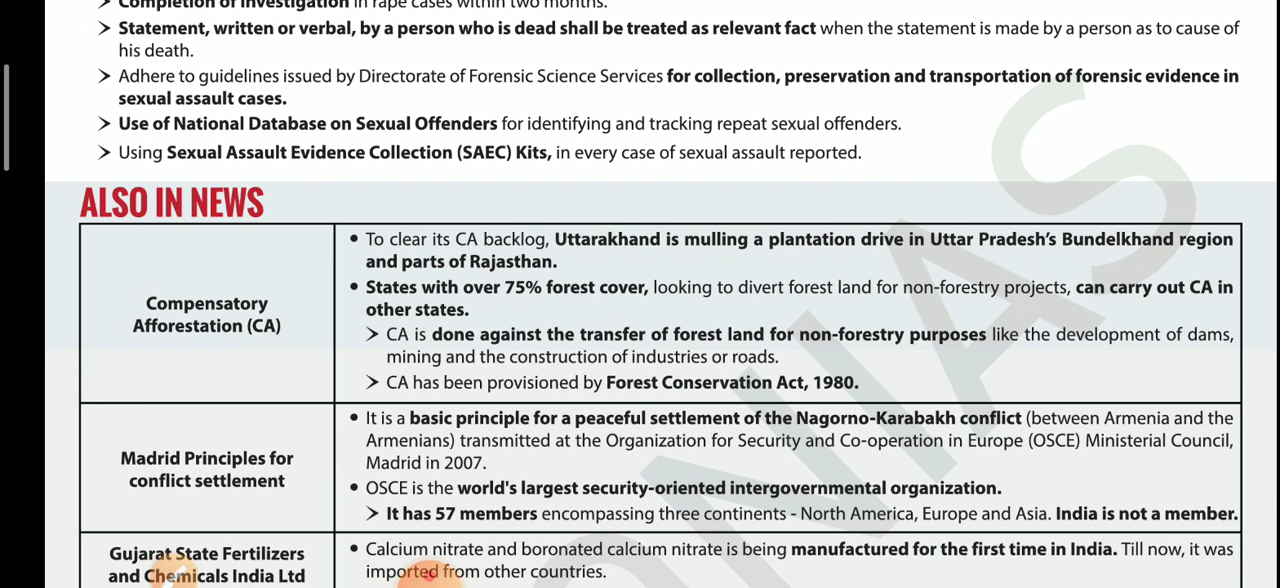 ➢ Completion of Investigation in rape cases within two months.
➢ Statement, written or verbal, by a person who is dead shall be treated as relevant fact when the statement is made by a person as to cause of
his death.
➢ Adhere to guidelines issued by Directorate of Forensic Science Services for collection, preservation and transportation of forensic evidence in
sexual assault cases.
➢ Use of National Database on Sexual Offenders for identifying and tracking repeat sexual offenders.
➢ Using Sexual Assault Evidence Collection (SAEC) Kits, in every case of sexual assault reported.
ALSO IN NEWS
Compensatory
Afforestation (CA)
• To clear its CA backlog, Uttarakhand is mulling a plantation drive in Uttar Pradesh's Bundelkhand region
and parts of Rajasthan.
• States with over 75% forest cover, looking to divert forest land for non-forestry projects, can carry out CA in
other states.
➢ CA is done against the transfer of forest land for non-forestry purposes like the development of dams,
mining and the construction of industries or roads.
➢ CA has been provisioned by Forest Conservation Act, 1980.
Madrid Principles for
conflict settlement
• It is a basic principle for a peaceful settlement of the Nagorno-Karabakh conflict (between Armenia and the
Armenians) transmitted at the Organization for Security and Co-operation in Europe (OSCE) Ministerial Council,
Madrid in 2007.
• OSCE is the world's largest security-oriented intergovernmental organization.
➢ It has 57 members encompassing three continents - North America, Europe and Asia. India is not a member.
Gujarat State Fertilizers
and Chemicals India Ltd
• Calcium nitrate and boronated calcium nitrate is being manufactured for the first time in India. Till now, it was
imported from other countries.
ONIAS